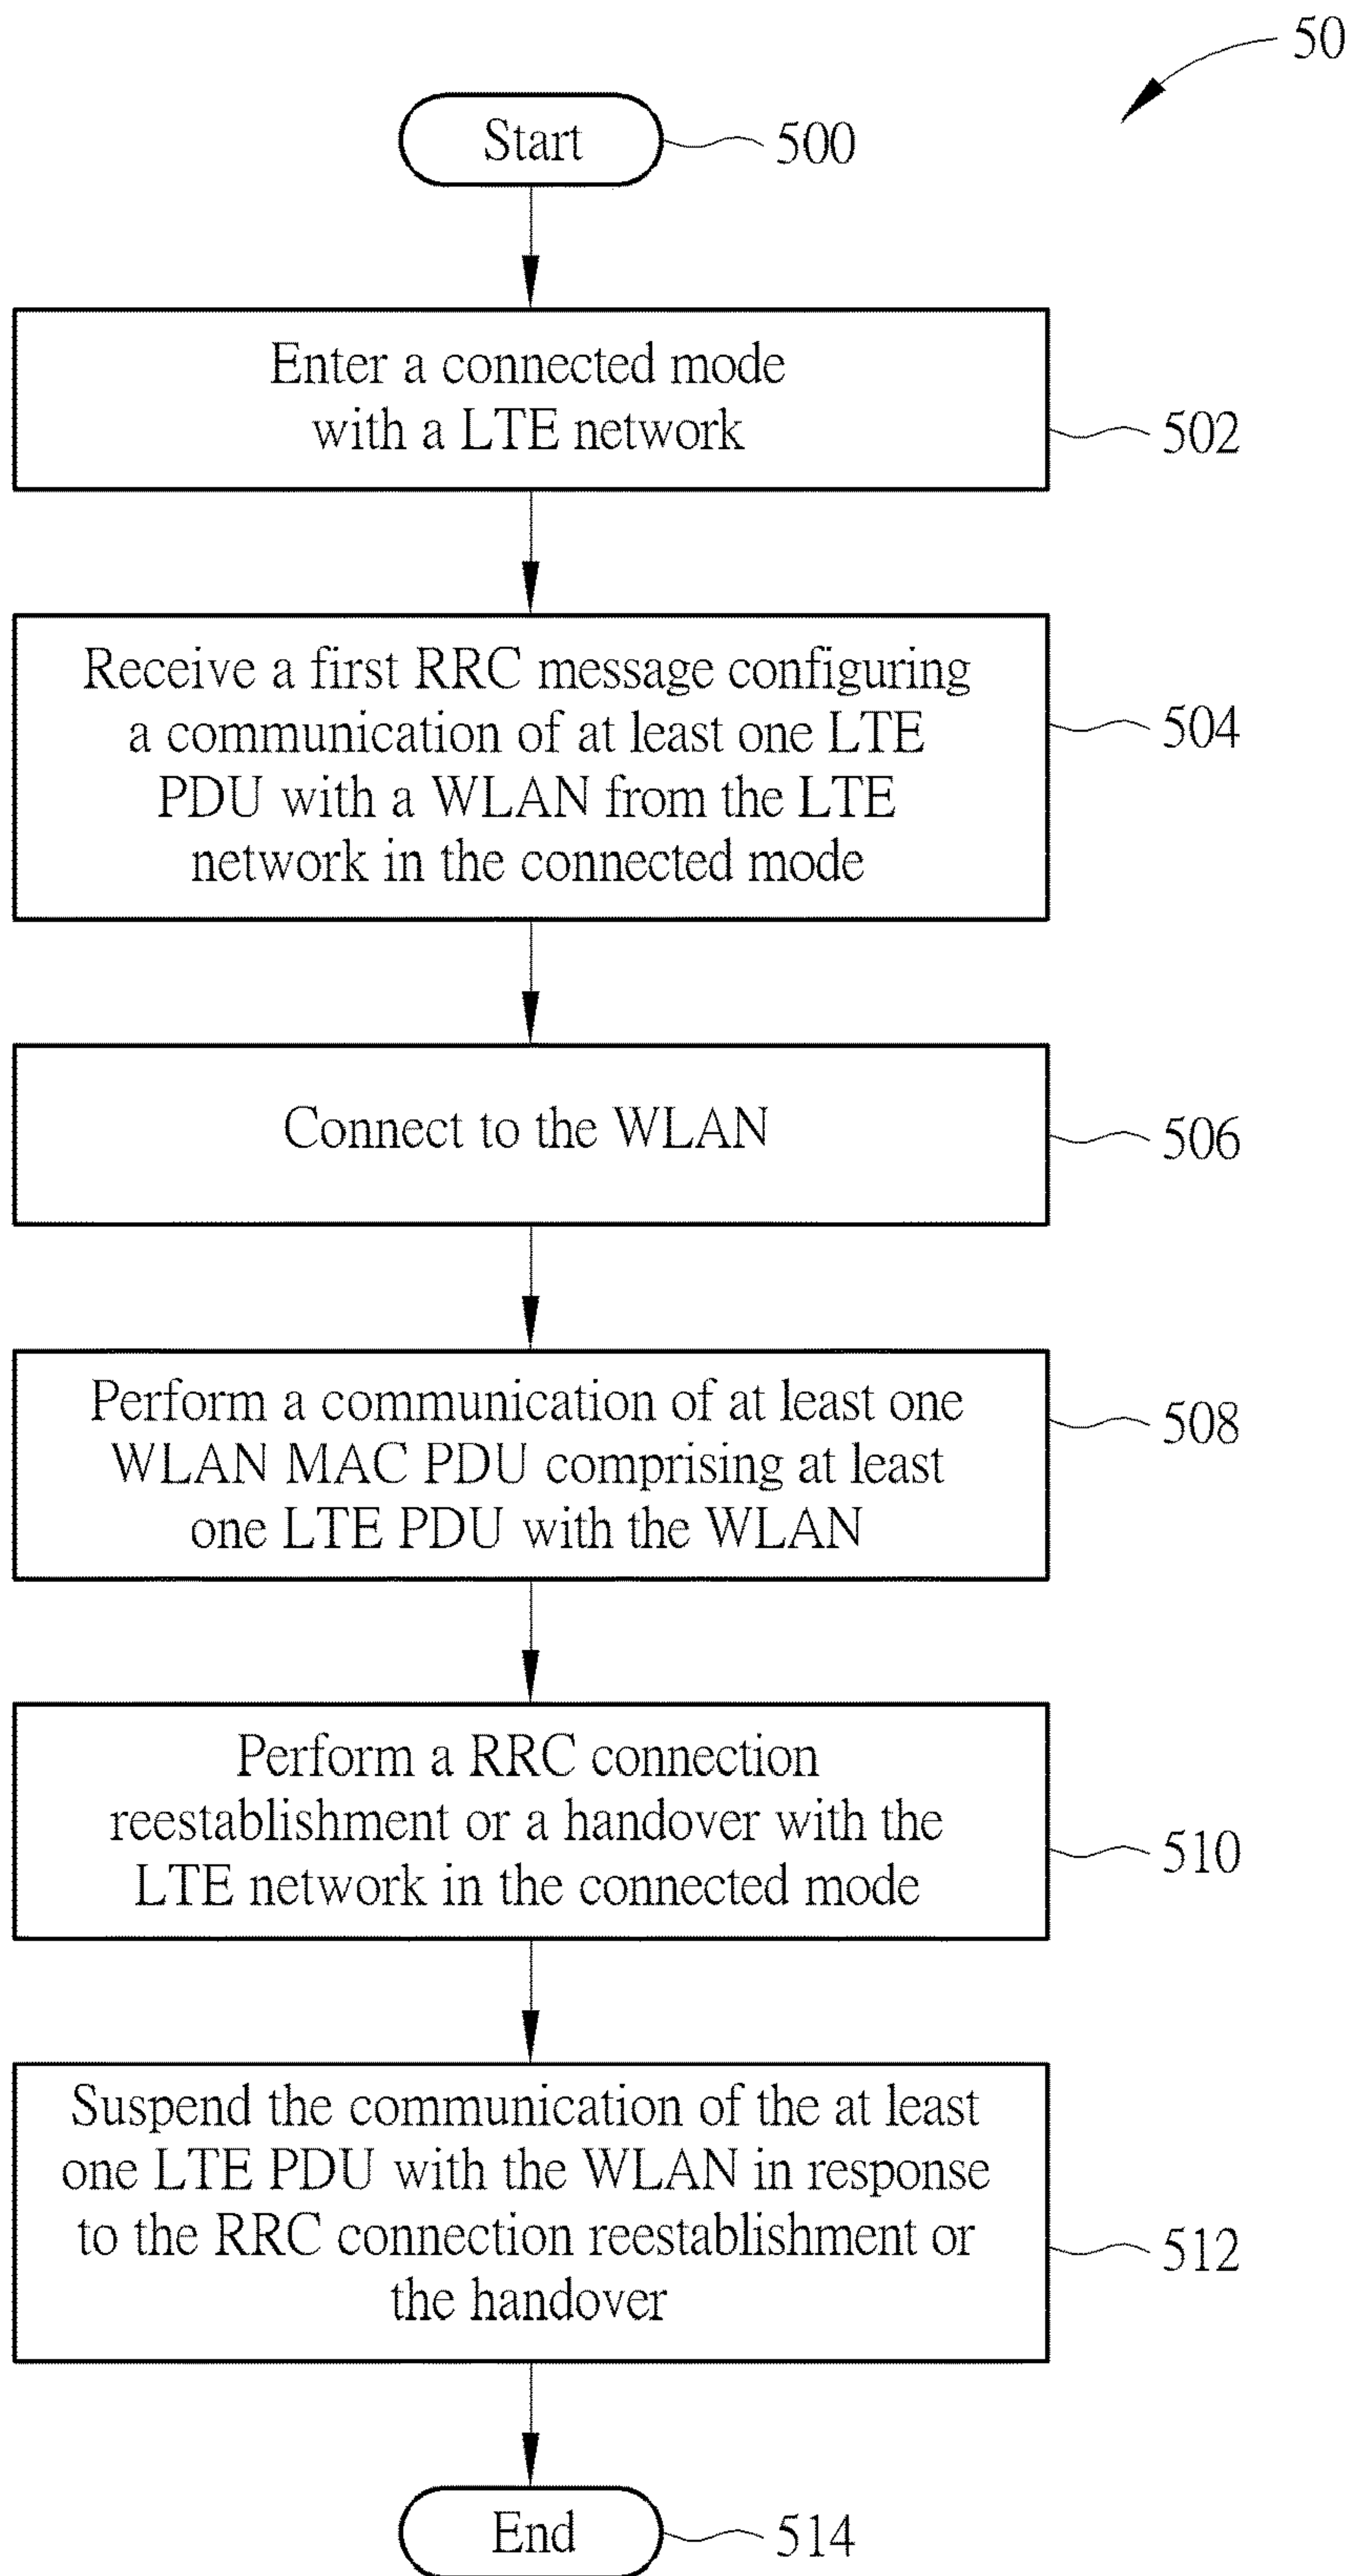 50
Start
500
Enter a connected mode
with a LTE network
502
Receive a first RRC message configuring
a communication of at least one LTE
PDU with a WLAN from the LTE
network in the connected mode
504
Connect to the WLAN
506
Perform a communication of at least one
WLAN MAC PDU comprising at least
one LTE PDU with the WLAN
508
Perform a RRC connection
reestablishment or a handover with the
LTE network in the connected mode
510
Suspend the communication of the at least
one LTE PDU with the WLAN in response
to the RRC connection reestablishment or
the handover
512
End
514